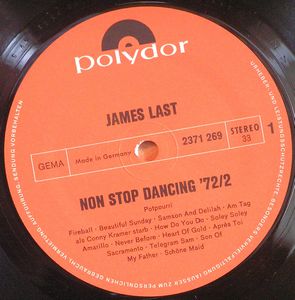 polydor
JAMES LAST
GEMA
Made in Germany
2371 269
STEREO
33
1
NON STOP DANCING '72/2
Potpourri
Fireball · Beautiful Sunday · Samson And Delilah · Am Tag
als Conny Kramer starb · How Do You Do · Soley Soley
Amarillo · Never Before · Heart Of Gold · Après Toi
Sacramento · Telegram Sam · Son Of
My Father · Schöne Maid